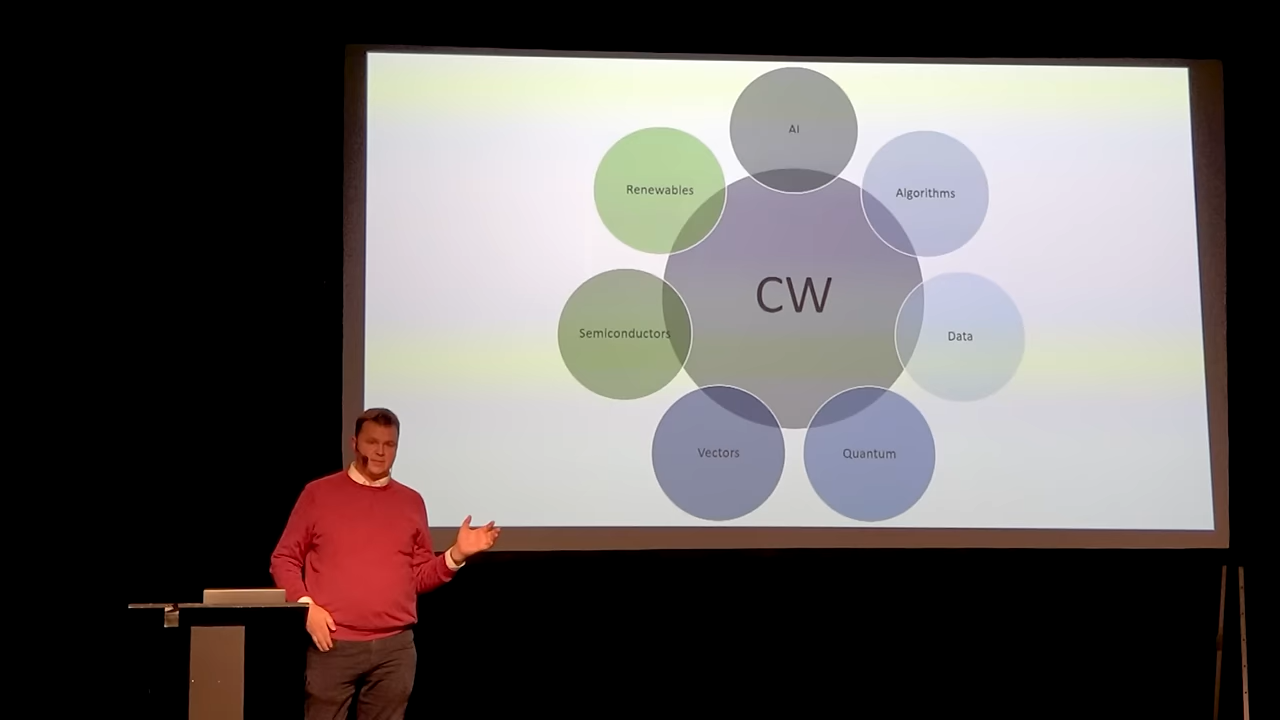 AI
Renewables
Algorithms
CW
Semiconductors
Data
Vectors
Quantum